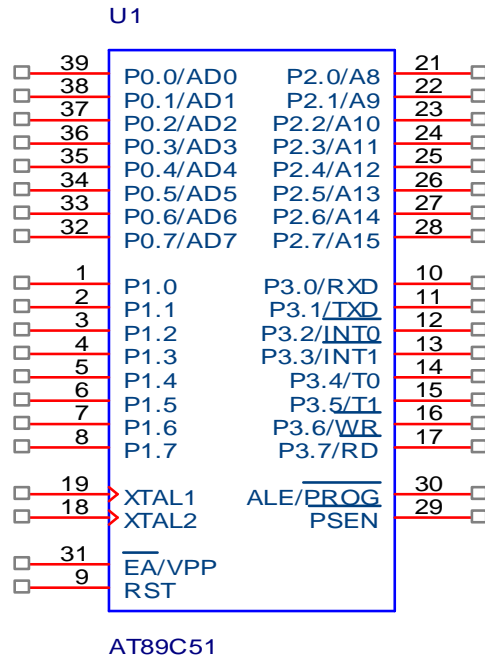 U1
39 P0.0/AD0 P2.0/A8 21
38 P0.1/AD1 P2.1/A9 22
37 P0.2/AD2 P2.2/A10 23
36 P0.3/AD3 P2.3/A11 24
35 P0.4/AD4 P2.4/A12 25
34 P0.5/AD5 P2.5/A13 26
33 P0.6/AD6 P2.6/A14 27
32 P0.7/AD7 P2.7/A15 28
1 P1.0 P3.0/RXD 10
2 P1.1 P3.1/TXD 11
3 P1.2 P3.2/INT0 12
4 P1.3 P3.3/INT1 13
5 P1.4 P3.4/T0 14
6 P1.5 P3.5/T1 15
7 P1.6 P3.6/WR 16
8 P1.7 P3.7/RD 17
19 XTAL1 ALE/PROG 30
18 XTAL2 PSEN 29
31 EA/VPP
9 RST
AT89C51